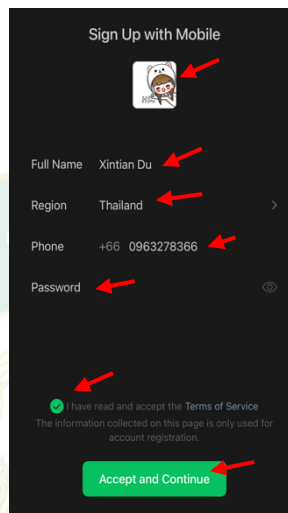 Sign Up with Mobile
Full Name Xintian Du
Region Thailand
Phone +66 0963278366
Password
I have read and accept the Terms of Service
The information collected on this page is only used for
account registration.
Accept and Continue